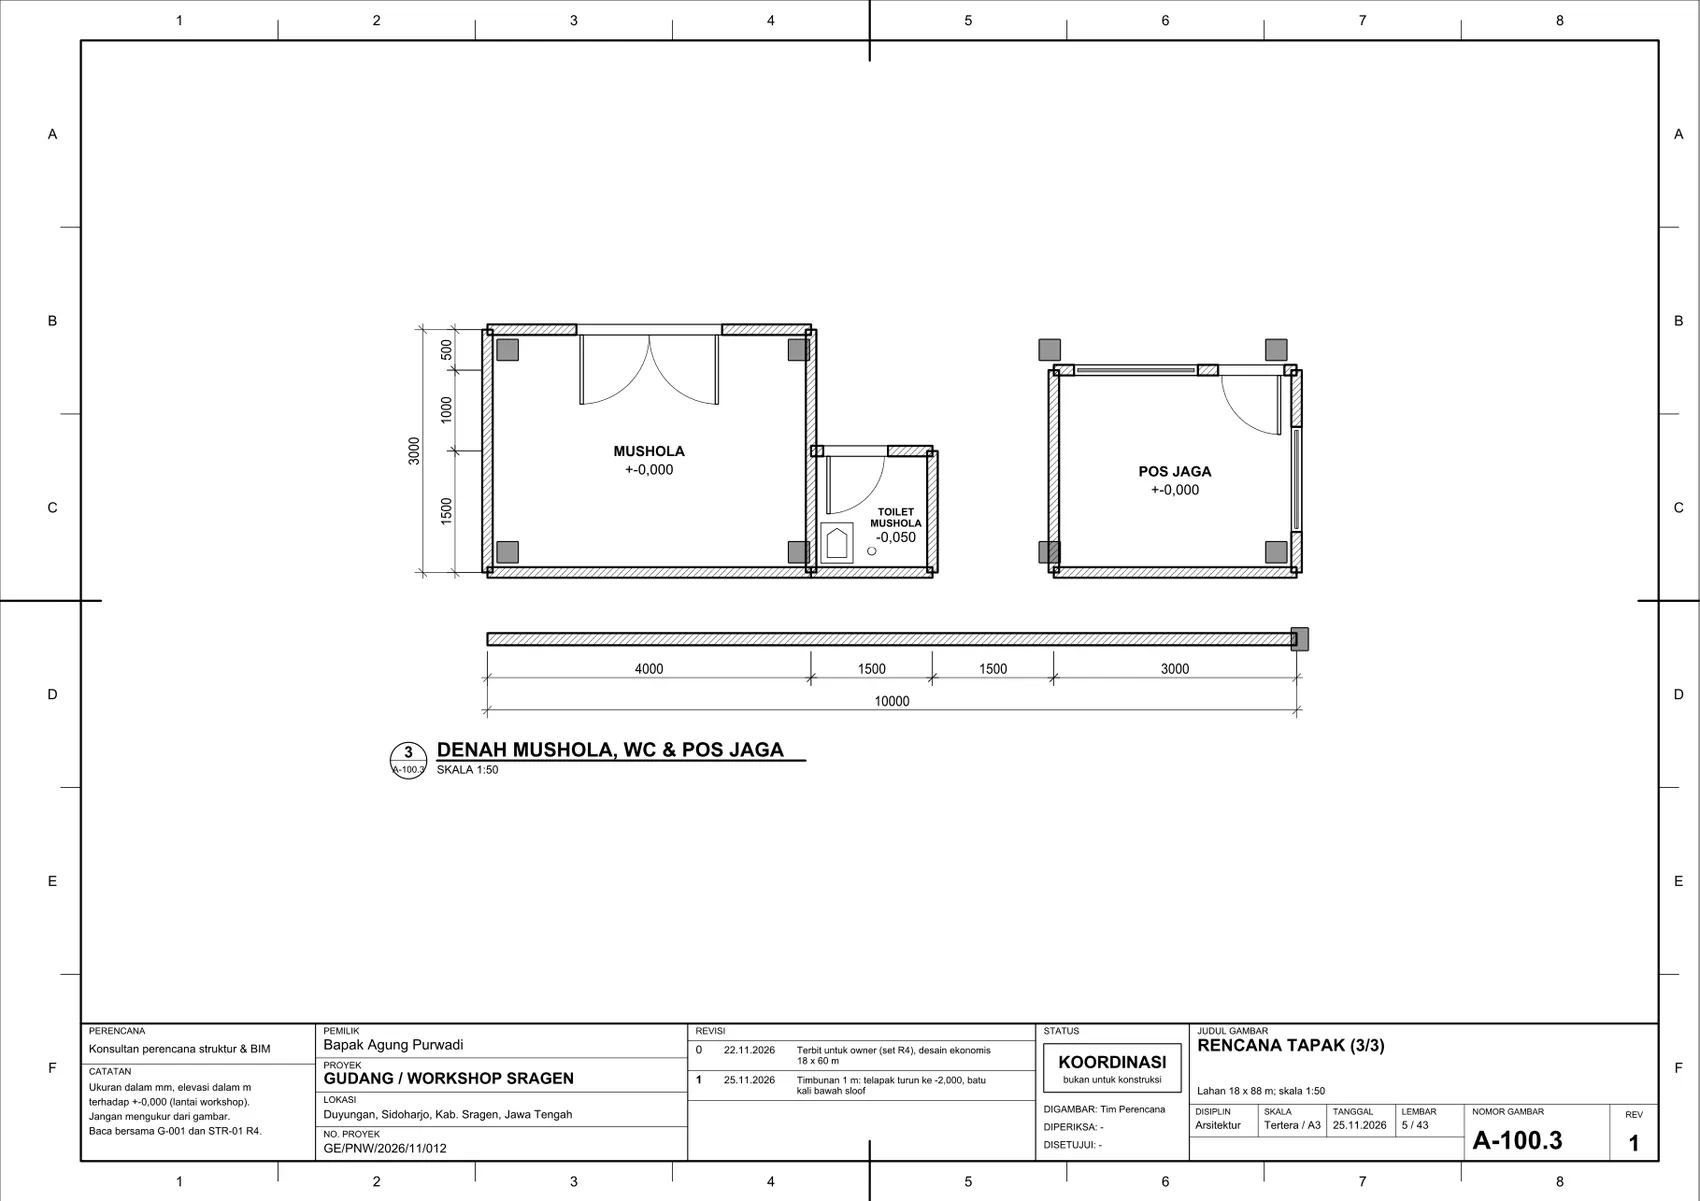 1 2 3 4 5 6 7 8
A A
B B
C C
D D
E E
F F
500
1000
3000
1500
MUSHOLA
+-0,000
TOILET
MUSHOLA
-0,050
POS JAGA
+-0,000
4000 1500 1500 3000
10000
3
A-100.3
DENAH MUSHOLA, WC & POS JAGA
SKALA 1:50
PERENCANA
Konsultan perencana struktur & BIM
CATATAN
Ukuran dalam mm, elevasi dalam m
terhadap +-0,000 (lantai workshop).
Jangan mengukur dari gambar.
Baca bersama G-001 dan STR-01 R4.
PEMILIK
Bapak Agung Purwadi
PROYEK
GUDANG / WORKSHOP SRAGEN
LOKASI
Duyungan, Sidoharjo, Kab. Sragen, Jawa Tengah
NO. PROYEK
GE/PNW/2026/11/012
REVISI
0 22.11.2026 Terbit untuk owner (set R4), desain ekonomis
18 x 60 m
1 25.11.2026 Timbunan 1 m: telapak turun ke -2,000, batu
kali bawah sloof
STATUS
KOORDINASI
bukan untuk konstruksi
DIGAMBAR: Tim Perencana
DIPERIKSA: -
DISETUJUI: -
JUDUL GAMBAR
RENCANA TAPAK (3/3)
Lahan 18 x 88 m; skala 1:50
DISIPLIN SKALA TANGGAL LEMBAR NOMOR GAMBAR REV
Arsitektur Tertera / A3 25.11.2026 5 / 43
A-100.3 1
1 2 3 4 5 6 7 8